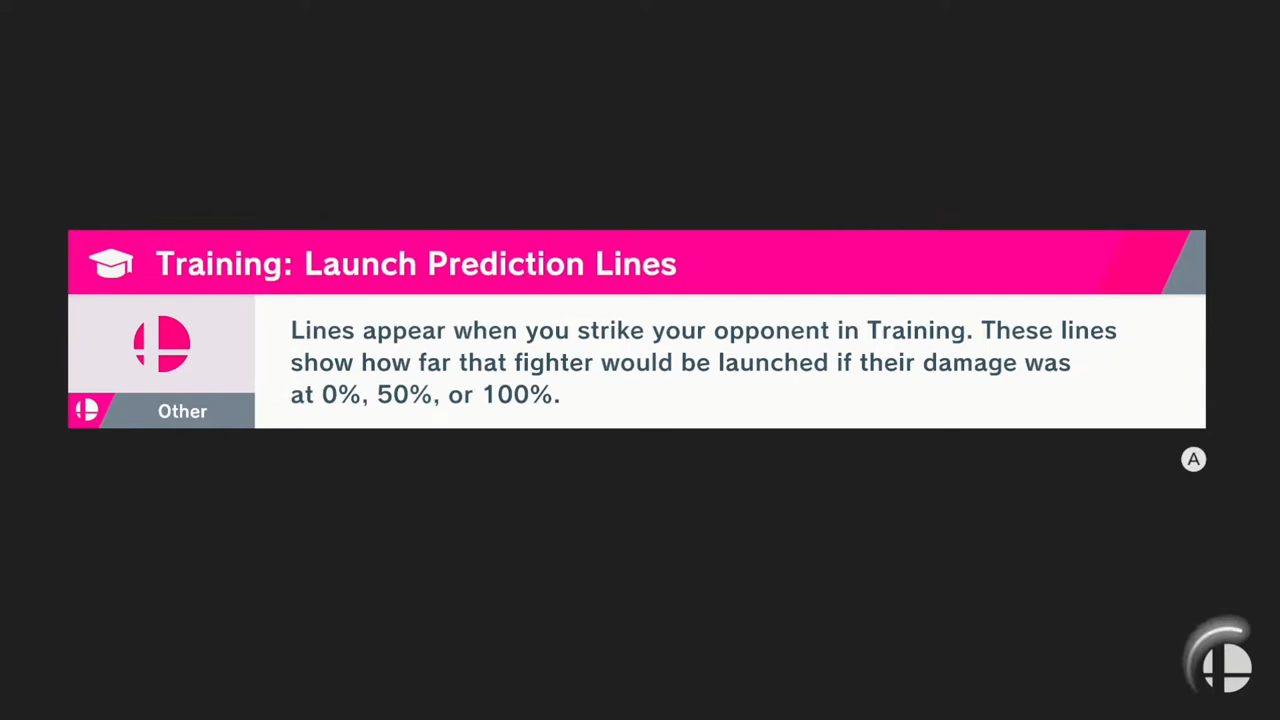 Training: Launch Prediction Lines
Lines appear when you strike your opponent in Training. These lines
show how far that fighter would be launched if their damage was
at 0%, 50%, or 100%.
Other
A